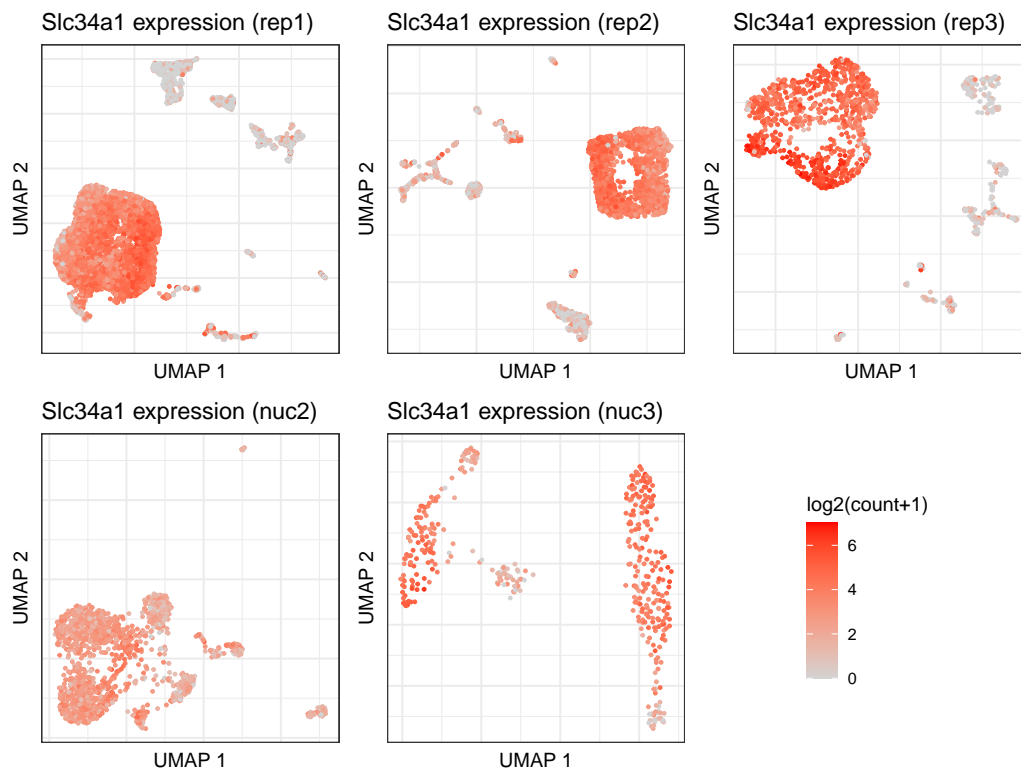 Slc34a1 expression (rep1)
UMAP 2
UMAP 1
Slc34a1 expression (rep2)
UMAP 2
UMAP 1
Slc34a1 expression (rep3)
UMAP 2
UMAP 1
Slc34a1 expression (nuc2)
UMAP 2
UMAP 1
Slc34a1 expression (nuc3)
UMAP 2
UMAP 1
log2(count+1)
6
4
2
0